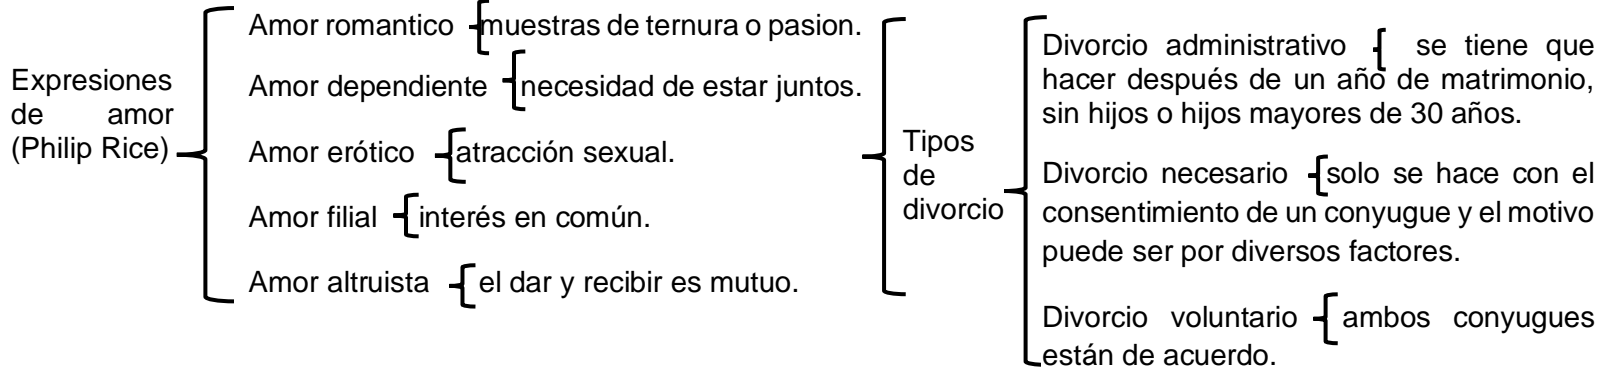 Expresiones
de amor
(Philip Rice)
Amor romantico muestras de ternura o pasion.
Amor dependiente necesidad de estar juntos.
Amor erótico atracción sexual.
Amor filial interés en común.
Amor altruista el dar y recibir es mutuo.
Tipos
de
divorcio
Divorcio administrativo se tiene que
hacer después de un año de matrimonio,
sin hijos o hijos mayores de 30 años.
Divorcio necesario solo se hace con el
consentimiento de un conyugue y el motivo
puede ser por diversos factores.
Divorcio voluntario ambos conyugues
están de acuerdo.